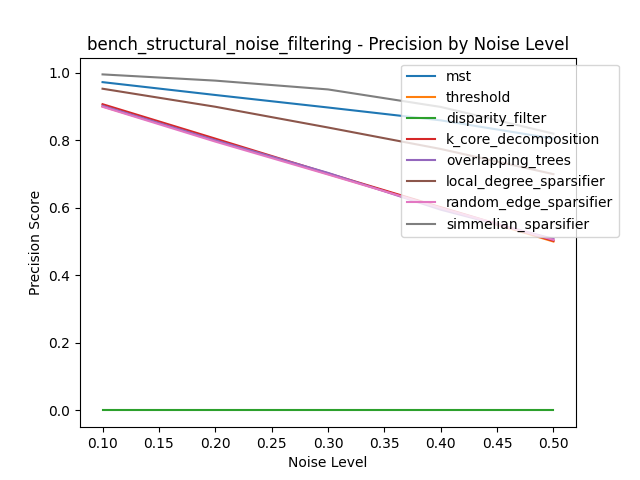 bench_structural_noise_filtering - Precision by Noise Level
1.0
0.8
0.6
0.4
0.2
0.0
Precision Score
0.10
0.15
0.20
0.25
0.30
0.35
0.40
0.45
0.50
Noise Level
mst
threshold
disparity_filter
k_core_decomposition
overlapping_trees
local_degree_sparsifier
random_edge_sparsifier
simmelian_sparsifier